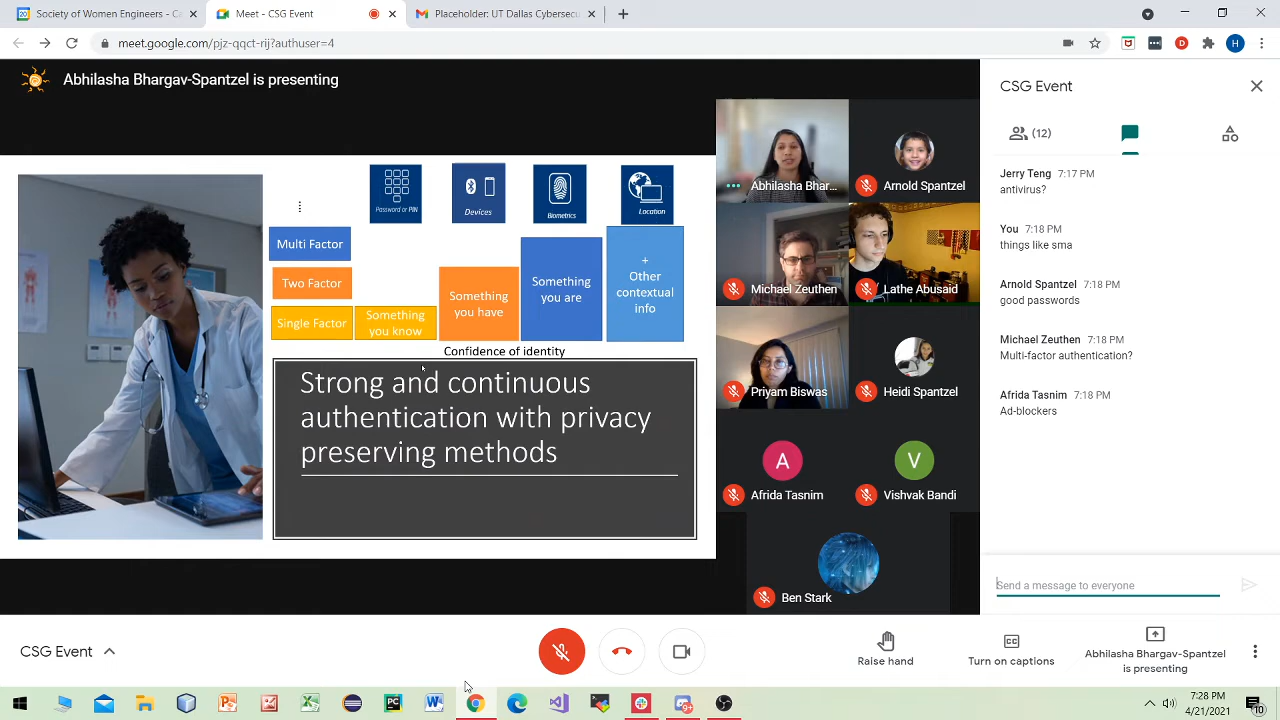 Society of Women Engineers - Ca
Meet - CSG Event
Placeholder: UT Dallas Cybersecu
meet.google.com/pjz-qqct-rij?authuser=4
Abhilasha Bhargav-Spantzel is presenting
Password or PIN
Devices
Biometrics
Location
Multi Factor
Two Factor
Single Factor
Something
you know
Something
you have
Something
you are
+
Other
contextual
info
Confidence of identity
Strong and continuous
authentication with privacy
preserving methods
Abhilasha Bhar...
Arnold Spantzel
Michael Zeuthen
Lathe Abusaid
Priyam Biswas
Heidi Spantzel
A
Afrida Tasnim
V
Vishvak Bandi
Ben Stark
CSG Event
(12)
Jerry Teng 7:17 PM
antivirus?
You 7:18 PM
things like sma
Arnold Spantzel 7:18 PM
good passwords
Michael Zeuthen 7:18 PM
Multi-factor authentication?
Afrida Tasnim 7:18 PM
Ad-blockers
Send a message to everyone
CSG Event
Raise hand
Turn on captions
Abhilasha Bhargav-Spantzel
is presenting
7:28 PM
4/21/2021